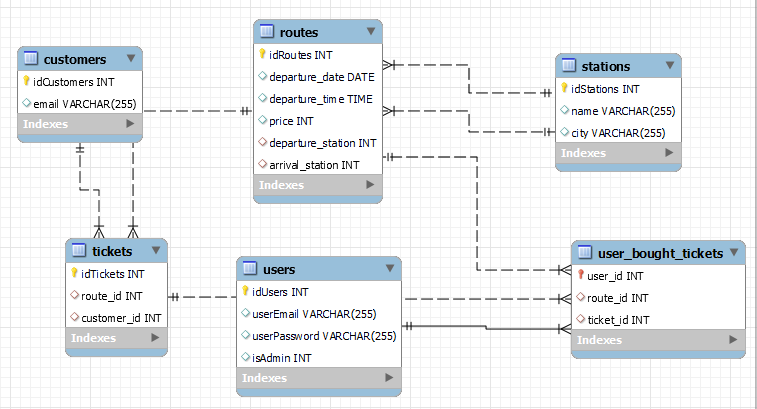 customers
idCustomers INT
email VARCHAR(255)
Indexes
routes
idRoutes INT
departure_date DATE
departure_time TIME
price INT
departure_station INT
arrival_station INT
Indexes
stations
idStations INT
name VARCHAR(255)
city VARCHAR(255)
Indexes
tickets
idTickets INT
route_id INT
customer_id INT
Indexes
users
idUsers INT
userEmail VARCHAR(255)
userPassword VARCHAR(255)
isAdmin INT
Indexes
user_bought_tickets
user_id INT
route_id INT
ticket_id INT
Indexes